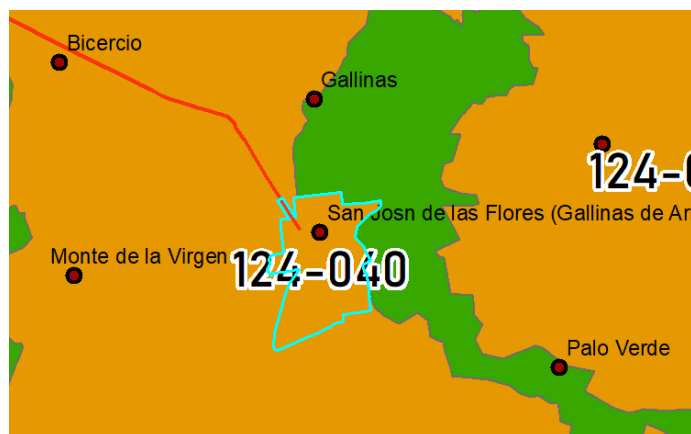 Bicercio
Gallinas
124-0
San Josn de las Flores (Gallinas de Ar
Monte de la Virgen
124-040
Palo Verde